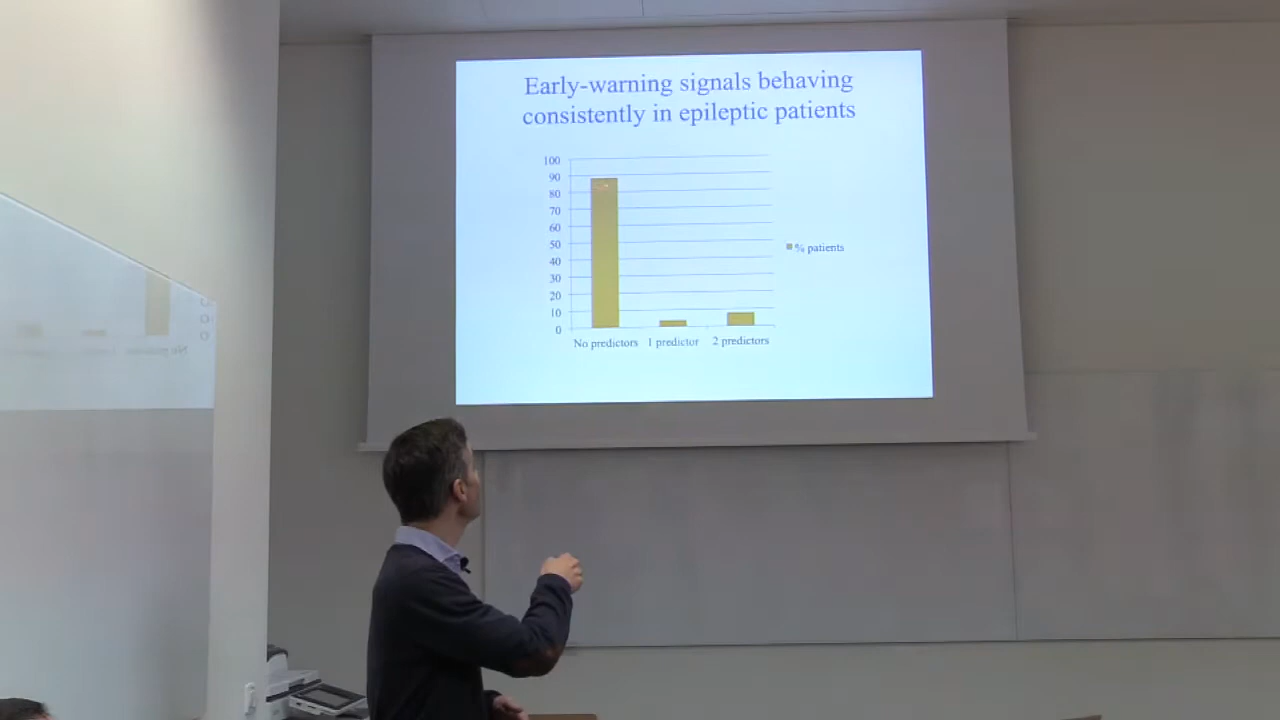 Early-warning signals behaving
consistently in epileptic patients
100
90
80
70
60
50
40
30
20
10
0
No predictors 1 predictor 2 predictors
% patients